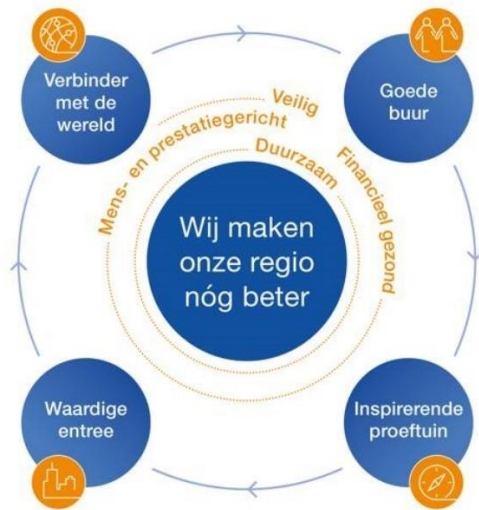 Verbinder
met de
wereld
Goede
buur
Veilig
Mens- en prestatiegericht
Duurzaam
Financieel gezond
Wij maken
onze regio
nóg beter
Waardige
entree
Inspirerende
proeftuin